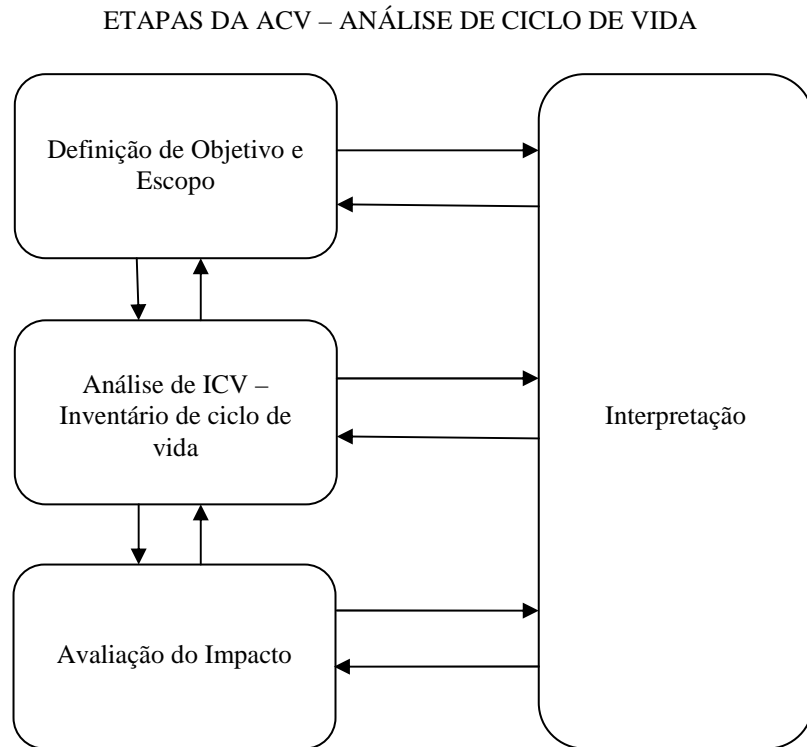 ETAPAS DA ACV – ANÁLISE DE CICLO DE VIDA
Definição de Objetivo e
Escopo
Análise de ICV –
Inventário de ciclo de
vida
Interpretação
Avaliação do Impacto